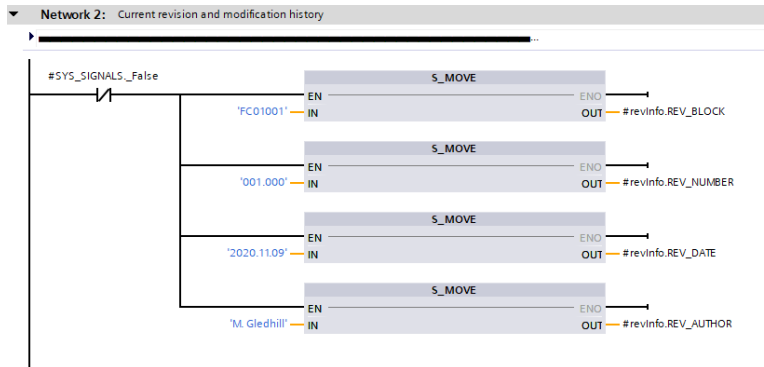 Network 2: Current revision and modification history
...
#SYS_SIGNALS._False
S_MOVE
EN ENO
'FC01001' IN OUT #revInfo.REV_BLOCK
S_MOVE
EN ENO
'001.000' IN OUT #revInfo.REV_NUMBER
S_MOVE
EN ENO
'2020.11.09' IN OUT #revInfo.REV_DATE
S_MOVE
EN ENO
'M. Gledhill' IN OUT #revInfo.REV_AUTHOR